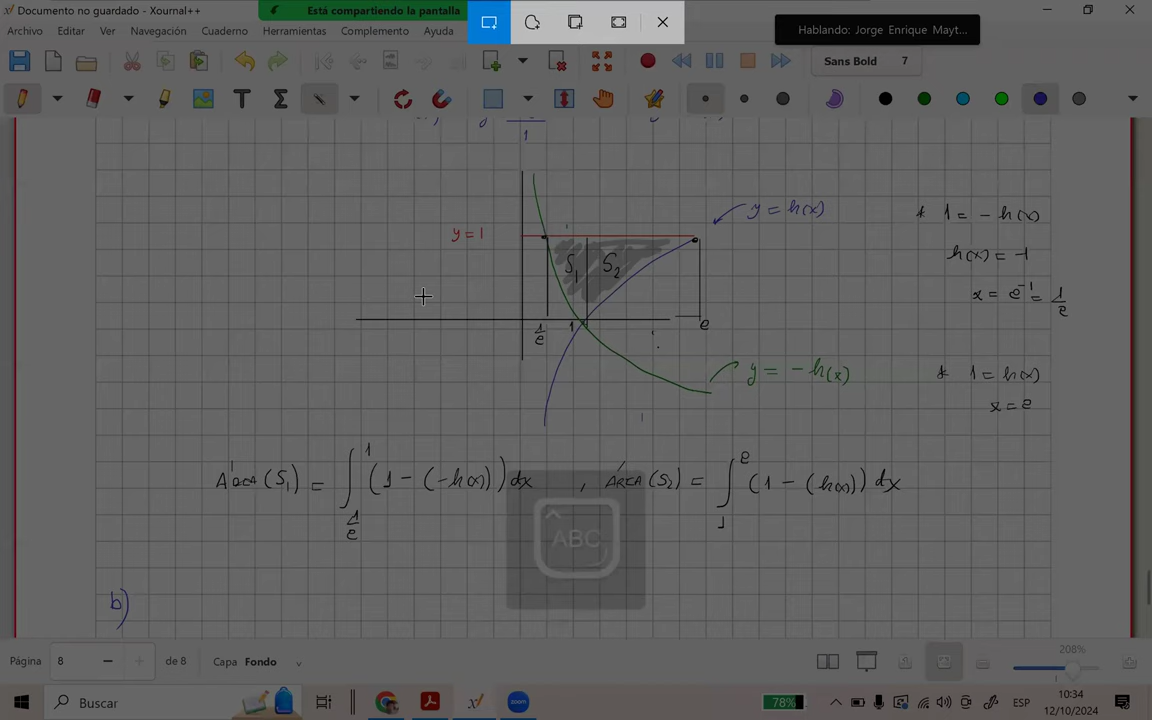 Documento no guardado - Xournal++
Está compartiendo la pantalla
Hablando: Jorge Enrique Mayt...
Archivo Editar Ver Navegación Cuaderno Herramientas Complemento Ayuda
Sans Bold 7
1
y = h(x)
* 1 = - h(x)
y = 1
S1 S2
h(x) = -1
x = e^-1 = 1/e
1/e 1 e
y = - h(x)
* 1 = h(x)
x = e
ÁREA (S1) = ∫_{1/e}^{1} (1 - (-h(x))) dx , ÁREA (S2) = ∫_{1}^{e} (1 - (h(x)) dx
ABC
b)
Página 8 de 8 Capa Fondo
208%
Buscar
78%
ESP
10:34
12/10/2024